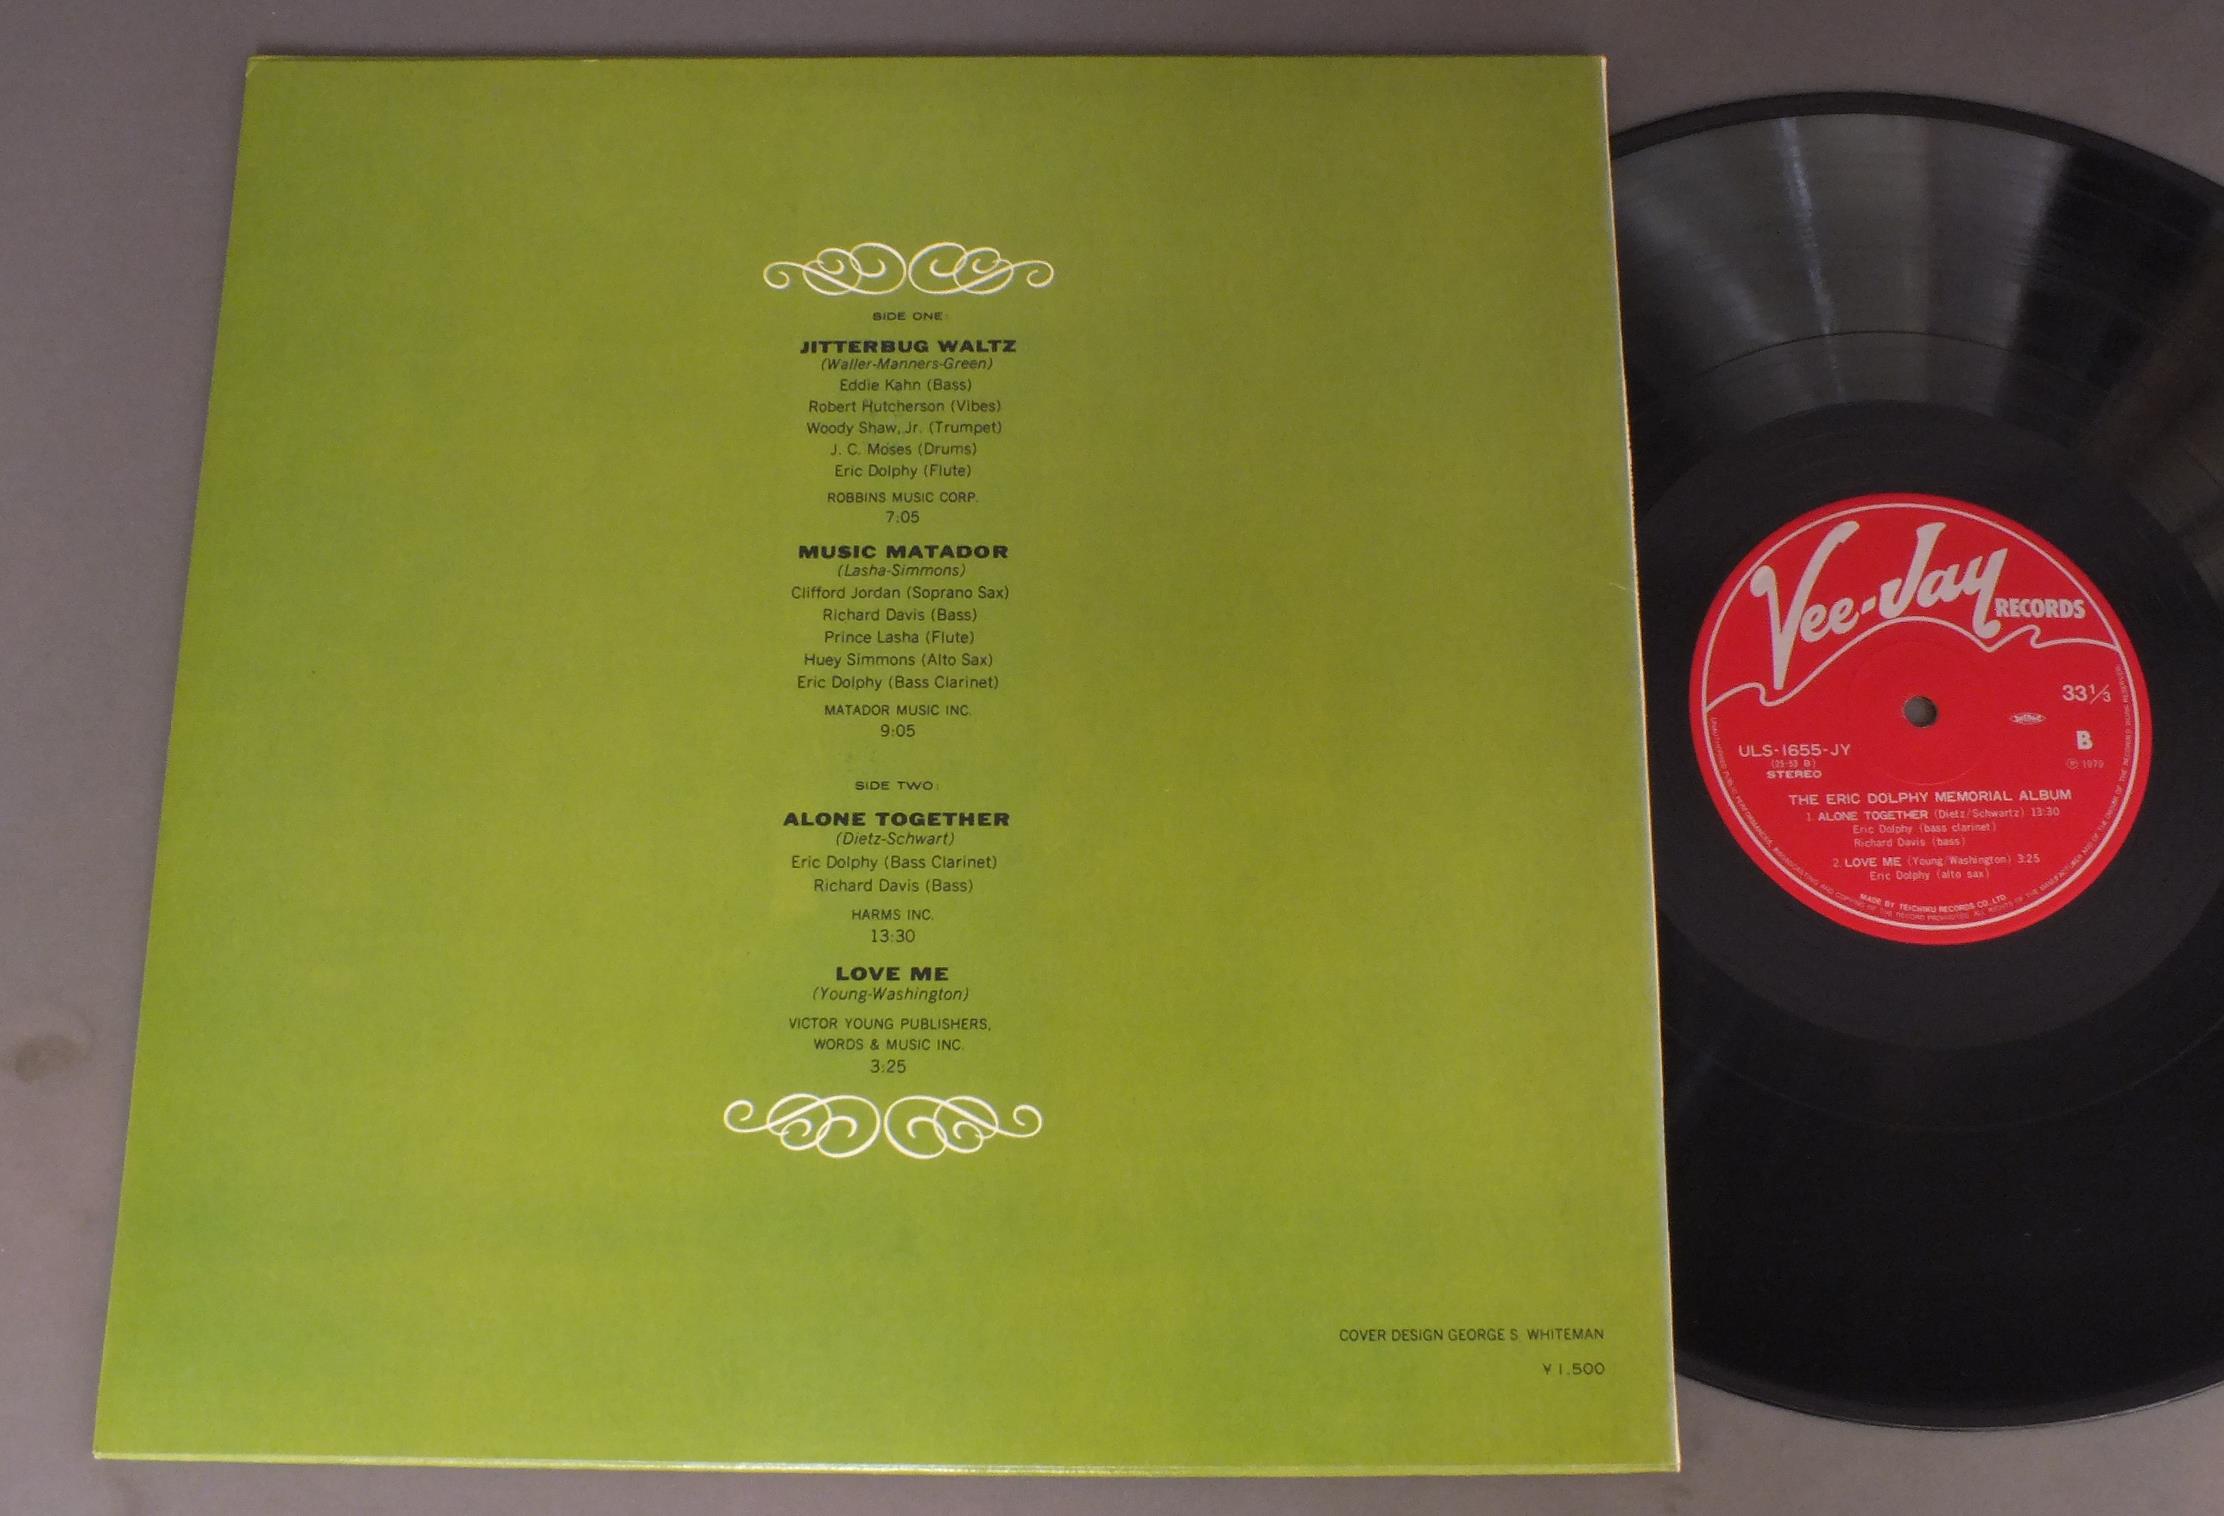 SIDE ONE:
JITTERBUG WALTZ
(Waller-Manners-Green)
Eddie Kahn (Bass)
Robert Hutcherson (Vibes)
Woody Shaw, Jr. (Trumpet)
J. C. Moses (Drums)
Eric Dolphy (Flute)
ROBBINS MUSIC CORP.
7:05
MUSIC MATADOR
(Lasha-Simmons)
Clifford Jordan (Soprano Sax)
Richard Davis (Bass)
Prince Lasha (Flute)
Huey Simmons (Alto Sax)
Eric Dolphy (Bass Clarinet)
MATADOR MUSIC INC.
9:05
SIDE TWO:
ALONE TOGETHER
(Dietz-Schwart)
Eric Dolphy (Bass Clarinet)
Richard Davis (Bass)
HARMS INC.
13:30
LOVE ME
(Young-Washington)
VICTOR YOUNG PUBLISHERS,
WORDS & MUSIC INC.
3:25
COVER DESIGN GEORGE S. WHITEMAN
¥1,500
Vee-Jay RECORDS
33 1/3
ULS-1655-JY
(25-53 B)
STEREO
B
Ⓟ 1979
THE ERIC DOLPHY MEMORIAL ALBUM
1. ALONE TOGETHER (Dietz/Schwartz) 13:30
Eric Dolphy (bass clarinet)
Richard Davis (bass)
2. LOVE ME (Young/Washington) 3:25
Eric Dolphy (alto sax)
MADE BY TEICHIKU RECORDS CO., LTD.